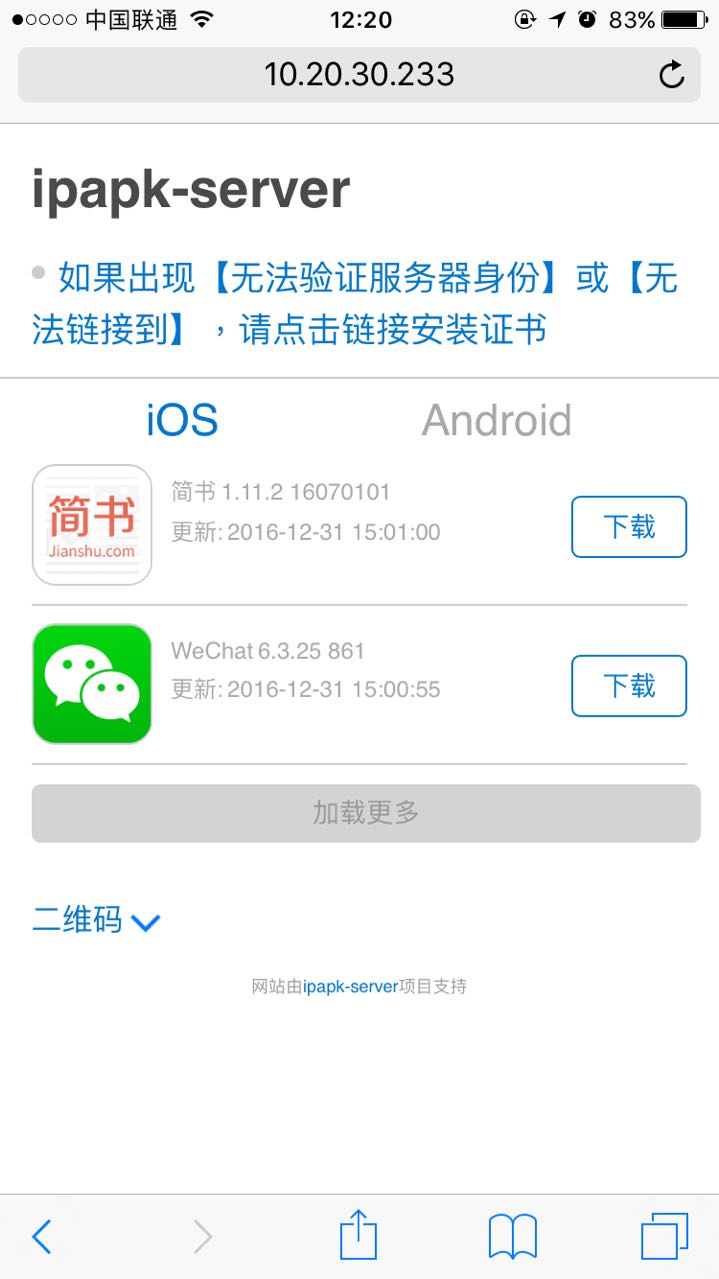 中国联通 12:20 83%
10.20.30.233
ipapk-server
如果出现【无法验证服务器身份】或【无
法链接到】，请点击链接安装证书
iOS Android
简书
Jianshu.com
简书 1.11.2 16070101
更新: 2016-12-31 15:01:00
下载
WeChat 6.3.25 861
更新: 2016-12-31 15:00:55
下载
加载更多
二维码
网站由ipapk-server项目支持